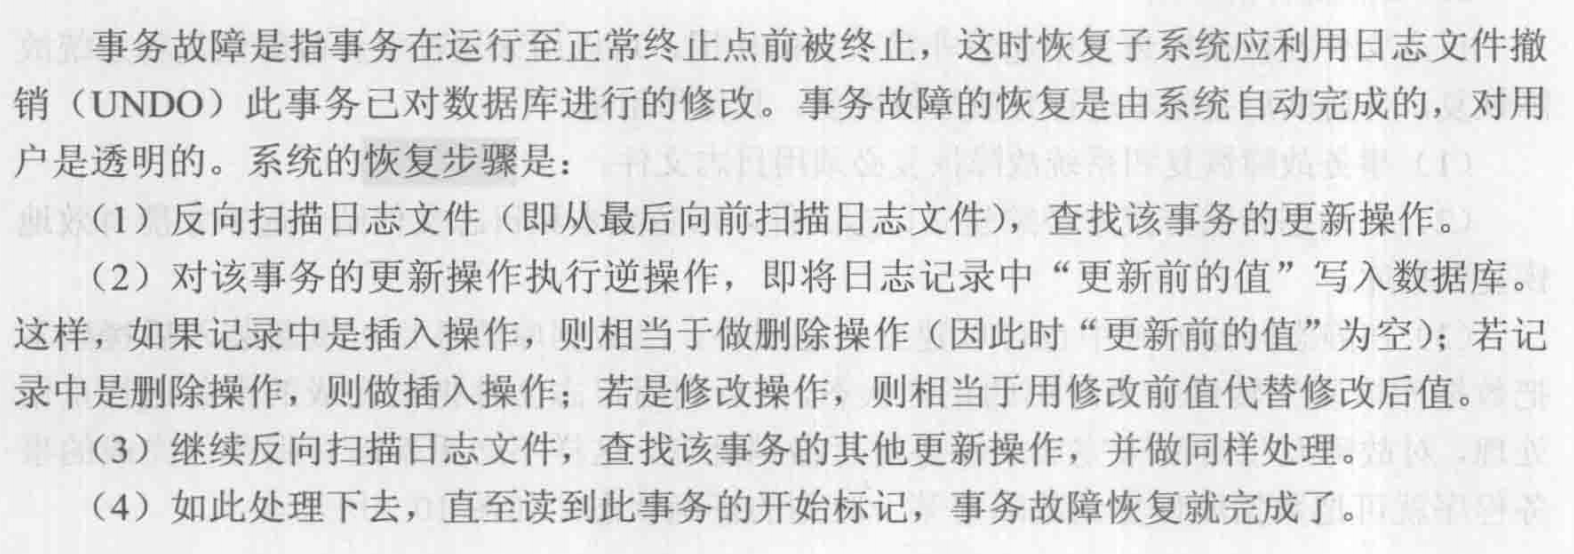 事务故障是指事务在运行至正常终止点前被终止，这时恢复子系统应利用日志文件撤
销（UNDO）此事务已对数据库进行的修改。事务故障的恢复是由系统自动完成的，对用
户是透明的。系统的恢复步骤是：
（1）反向扫描日志文件（即从最后向前扫描日志文件），查找该事务的更新操作。
（2）对该事务的更新操作执行逆操作，即将日志记录中“更新前的值”写入数据库。
这样，如果记录中是插入操作，则相当于做删除操作（因此时“更新前的值”为空）；若记
录中是删除操作，则做插入操作；若是修改操作，则相当于用修改前值代替修改后值。
（3）继续反向扫描日志文件，查找该事务的其他更新操作，并做同样处理。
（4）如此处理下去，直至读到此事务的开始标记，事务故障恢复就完成了。